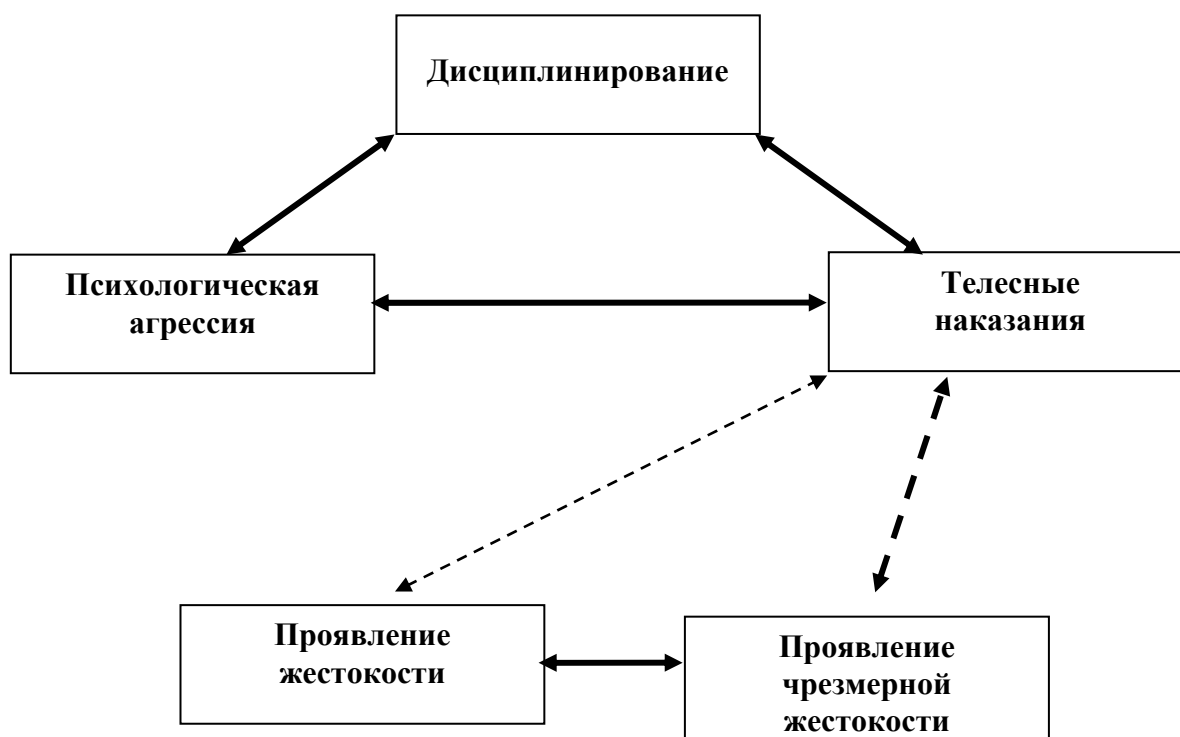 Дисциплинирование
Психологическая
агрессия
Телесные
наказания
Проявление
жестокости
Проявление
чрезмерной
жестокости